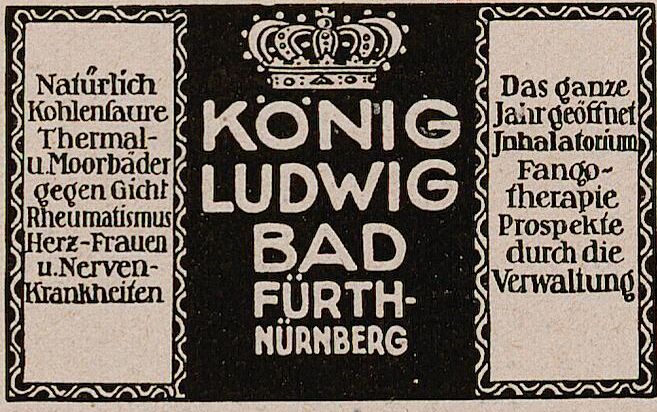 Natürlich
Kohlensaure
Thermal-
u. Moorbäder
gegen Gicht
Rheumatismus
Herz-Frauen
u. Nerven-
Krankheiten
KÖNIG
LUDWIG
BAD
FÜRTH-
NÜRNBERG
Das ganze
Jahr geöffnet
Inhalatorium
Fango-
therapie
Prospekte
durch die
Verwaltung